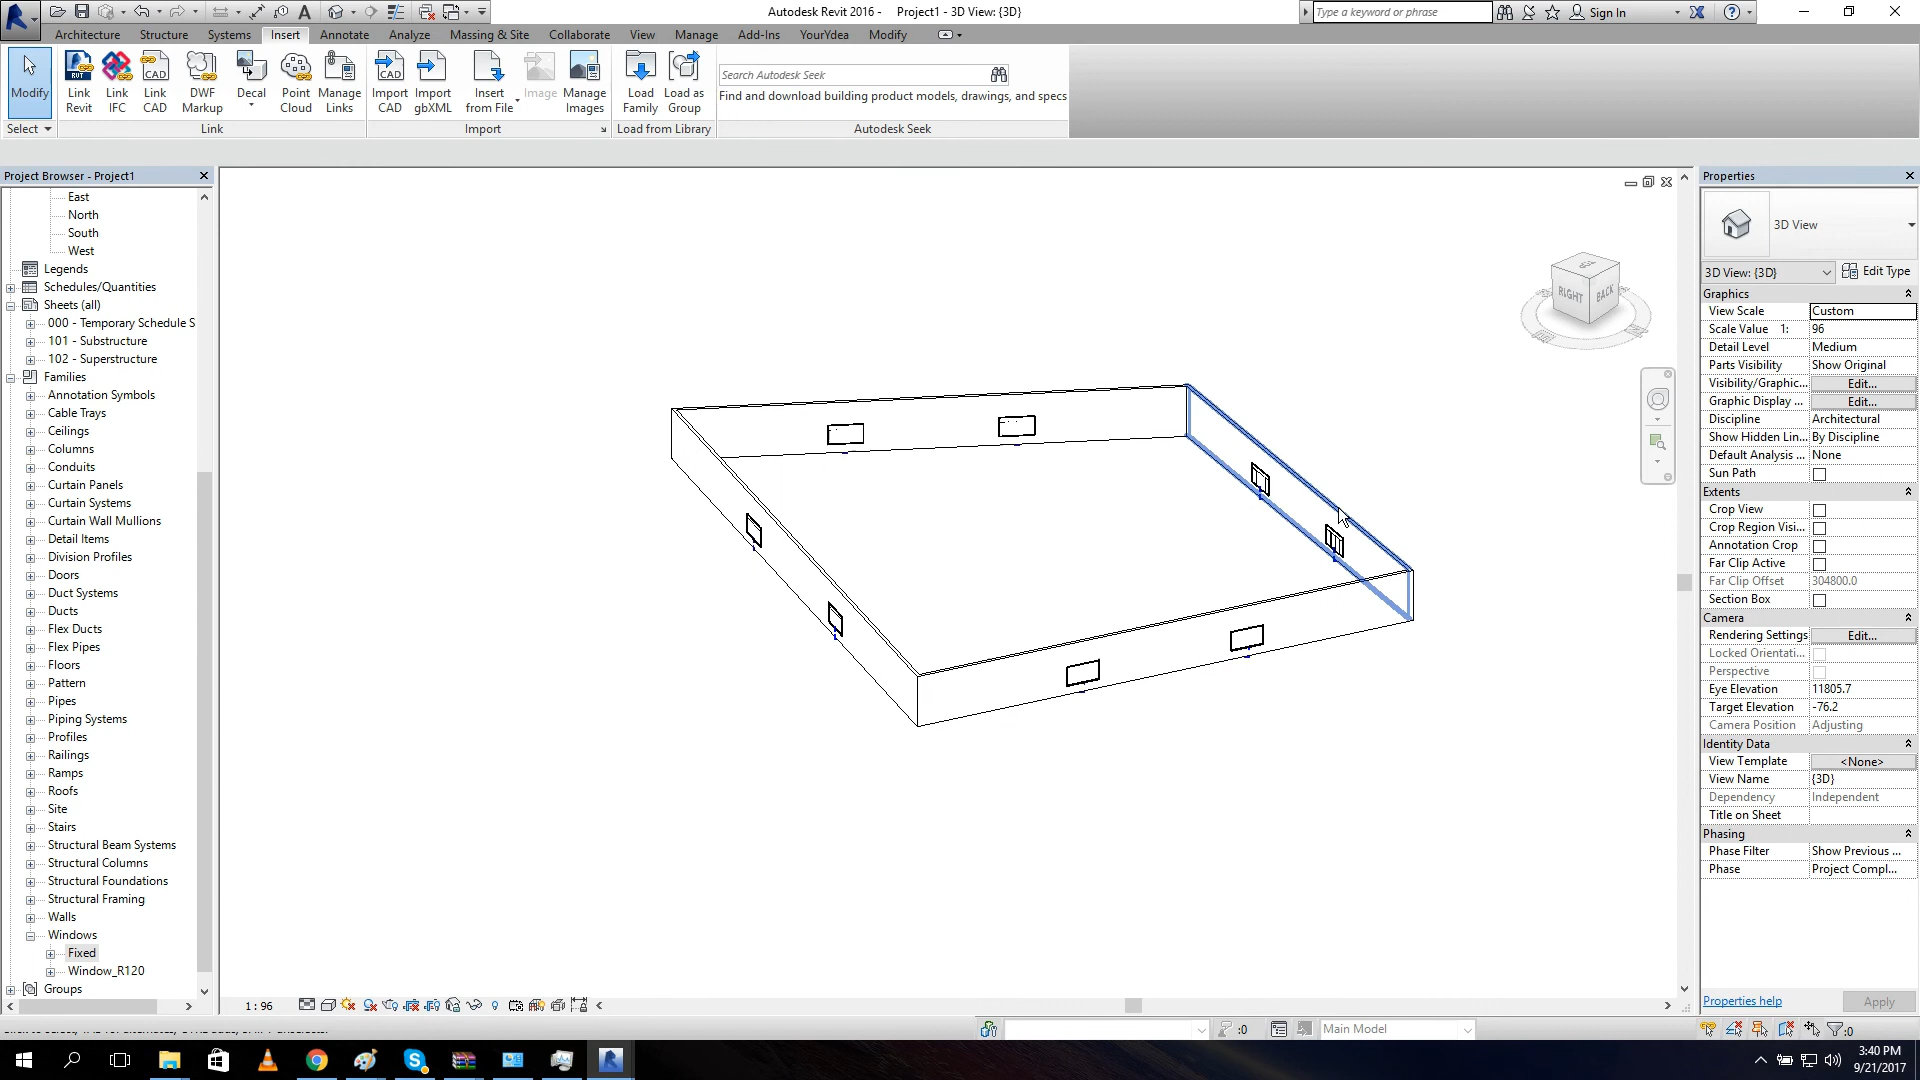 Autodesk Revit 2016 - Project1 - 3D View: {3D}
Type a keyword or phrase
Sign In
Architecture Structure Systems Insert Annotate Analyze Massing & Site Collaborate View Manage Add-Ins YourYdea Modify
Modify
Link Revit
Link IFC
Link CAD
DWF Markup
Decal
Point Cloud
Manage Links
Import CAD
Import gbXML
Insert from File
Image
Manage Images
Load Family
Load as Group
Search Autodesk Seek
Find and download building product models, drawings, and specs
Select
Link
Import
Load from Library
Autodesk Seek
Project Browser - Project1
East
North
South
West
Legends
Schedules/Quantities
Sheets (all)
000 - Temporary Schedule S
101 - Substructure
102 - Superstructure
Families
Annotation Symbols
Cable Trays
Ceilings
Columns
Conduits
Curtain Panels
Curtain Systems
Curtain Wall Mullions
Detail Items
Division Profiles
Doors
Duct Systems
Ducts
Flex Ducts
Flex Pipes
Floors
Pattern
Pipes
Piping Systems
Profiles
Railings
Ramps
Roofs
Site
Stairs
Structural Beam Systems
Structural Columns
Structural Foundations
Structural Framing
Walls
Windows
Fixed
Window_R120
Groups
RIGHT
BACK
1 : 96
Properties
3D View
3D View: {3D}
Edit Type
Graphics
View Scale Custom
Scale Value 1: 96
Detail Level Medium
Parts Visibility Show Original
Visibility/Graphic... Edit...
Graphic Display ... Edit...
Discipline Architectural
Show Hidden Lin... By Discipline
Default Analysis ... None
Sun Path
Extents
Crop View
Crop Region Visi...
Annotation Crop
Far Clip Active
Far Clip Offset 304800.0
Section Box
Camera
Rendering Settings Edit...
Locked Orientati...
Perspective
Eye Elevation 11805.7
Target Elevation -76.2
Camera Position Adjusting
Identity Data
View Template <None>
View Name {3D}
Dependency Independent
Title on Sheet
Phasing
Phase Filter Show Previous ...
Phase Project Compl...
Properties help
Apply
:0
Main Model
:0
3:40 PM
9/21/2017